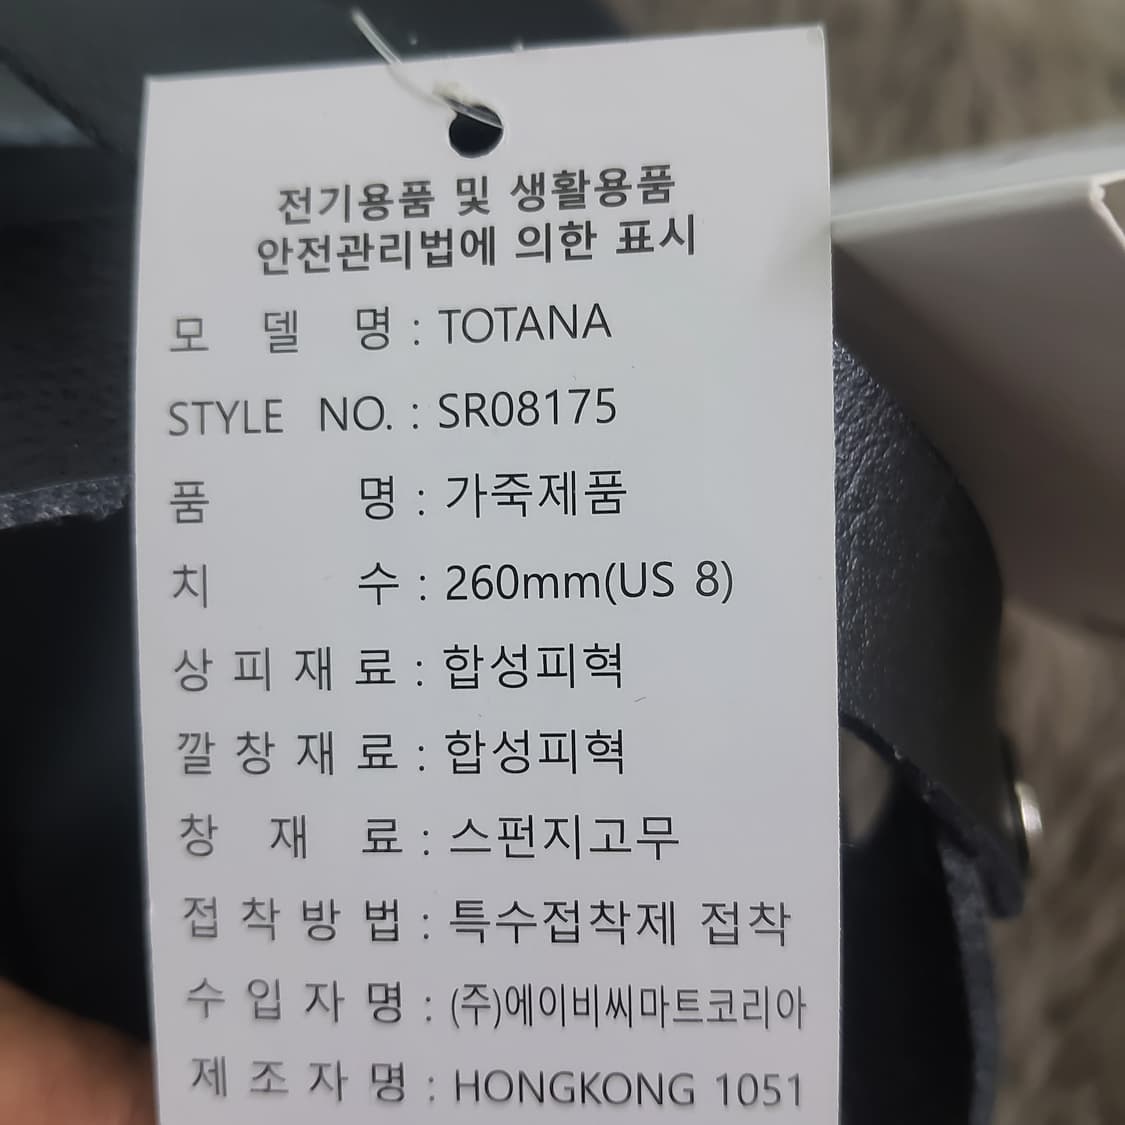 전기용품 및 생활용품
안전관리법에 의한 표시
모 델 명 : TOTANA
STYLE NO. : SR08175
품 명 : 가죽제품
치 수 : 260mm(US 8)
상 피 재 료 : 합성피혁
깔 창 재 료 : 합성피혁
창 재 료 : 스펀지고무
접 착 방 법 : 특수접착제 접착
수 입 자 명 : (주)에이비씨마트코리아
제 조 자 명 : HONGKONG 1051